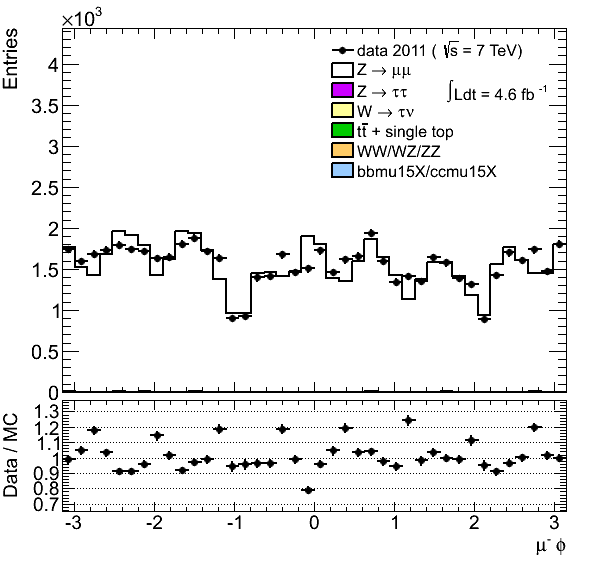 ×10³
Entries
4
3.5
3
2.5
2
1.5
1
0.5
0
data 2011 ( √s = 7 TeV)
Z → μμ
Z → ττ
W → τν
tt̄ + single top
WW/WZ/ZZ
bbmu15X/ccmu15X
∫Ldt = 4.6 fb⁻¹
Data / MC
1.3
1.2
1.1
1
0.9
0.8
0.7
-3 -2 -1 0 1 2 3
μ⁻ ϕ